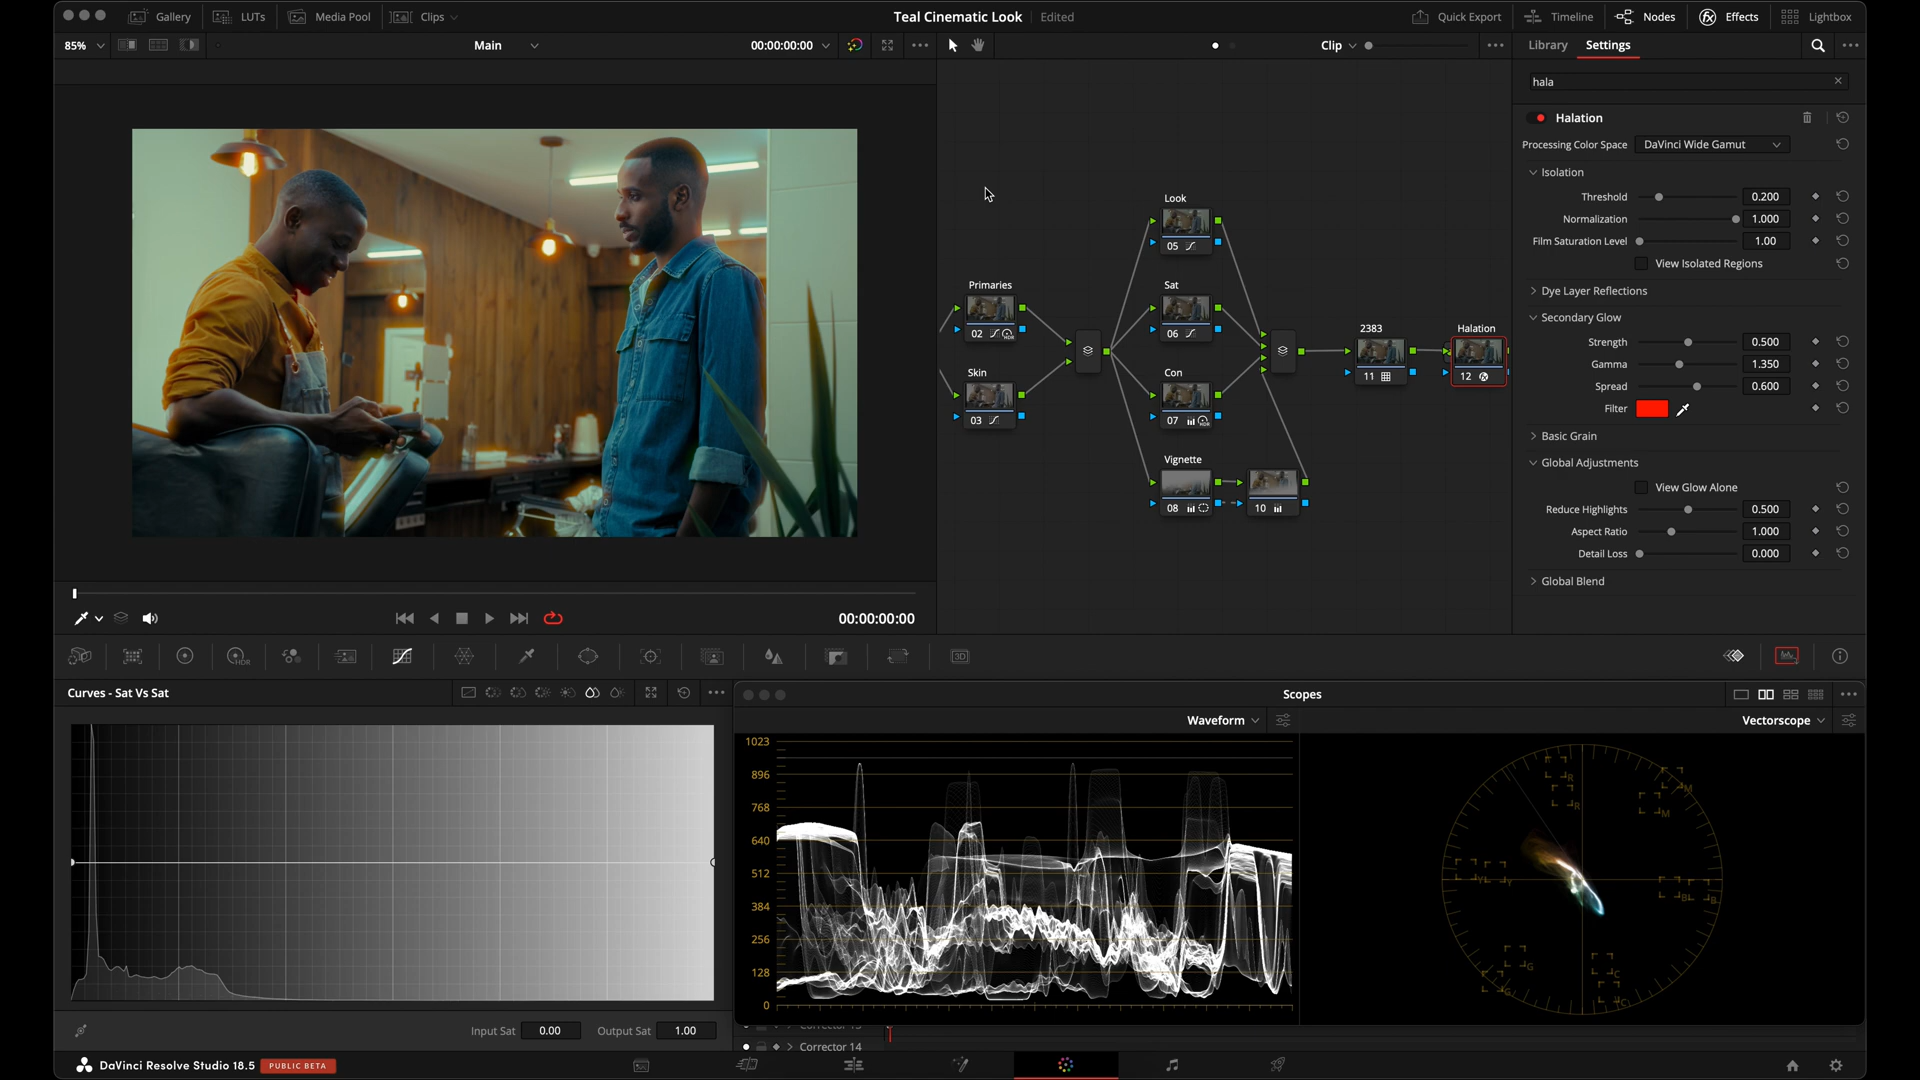 Gallery
LUTs
Media Pool
Clips
Teal Cinematic Look
Edited
Quick Export
Timeline
Nodes
Effects
Lightbox
85%
Main
00:00:00:00
Clip
Library
Settings
hala
Halation
Processing Color Space
DaVinci Wide Gamut
Isolation
Threshold 0.200
Normalization 1.000
Film Saturation Level 1.00
View Isolated Regions
Dye Layer Reflections
Secondary Glow
Strength 0.500
Gamma 1.350
Spread 0.600
Filter
Basic Grain
Global Adjustments
View Glow Alone
Reduce Highlights 0.500
Aspect Ratio 1.000
Detail Loss 0.000
Global Blend
Look
05
Primaries
02
HDR
Sat
06
2383
11
Halation
12
Skin
03
Con
07
HDR
Vignette
08
10
00:00:00:00
HDR
3D
Curves - Sat Vs Sat
Input Sat 0.00
Output Sat 1.00
Scopes
Waveform
Vectorscope
1023
896
768
640
512
384
256
128
0
R
R
M
M
Y
Y
B
B
G
G
C
C
Corrector 13
Corrector 14
DaVinci Resolve Studio 18.5
PUBLIC BETA